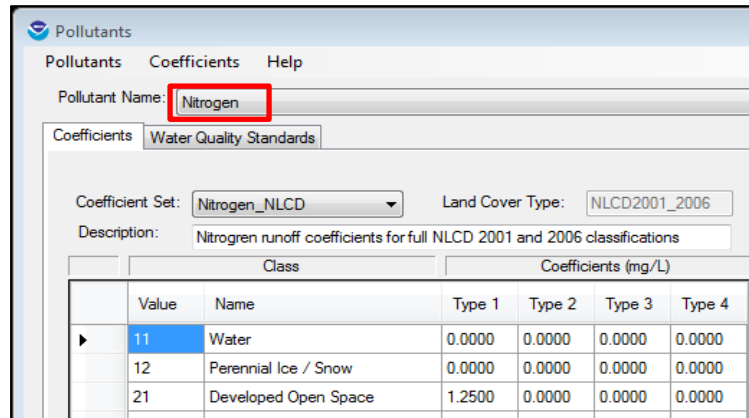 Pollutants
Pollutants Coefficients Help
Pollutant Name: Nitrogen
Coefficients Water Quality Standards
Coefficient Set: Nitrogen_NLCD Land Cover Type: NLCD2001_2006
Description: Nitrogren runoff coefficients for full NLCD 2001 and 2006 classifications
Class Coefficients (mg/L)
Value Name Type 1 Type 2 Type 3 Type 4
11 Water 0.0000 0.0000 0.0000 0.0000
12 Perennial Ice / Snow 0.0000 0.0000 0.0000 0.0000
21 Developed Open Space 1.2500 0.0000 0.0000 0.0000